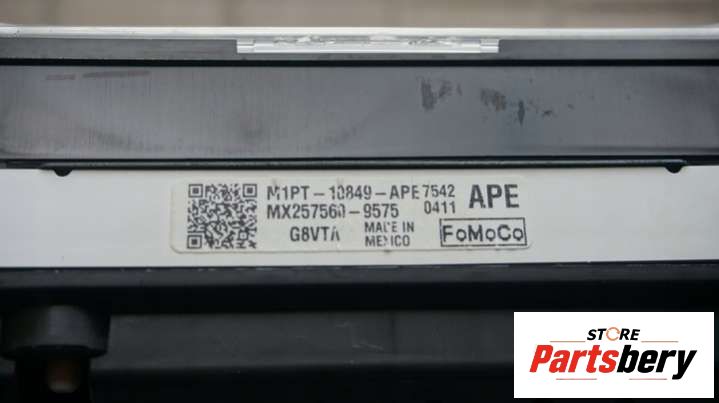 M1PT-10849-APE 7542 APE
MX257560-9575 0411
G8VTA MADE IN MEXICO FoMoCo
STORE
Partsbery